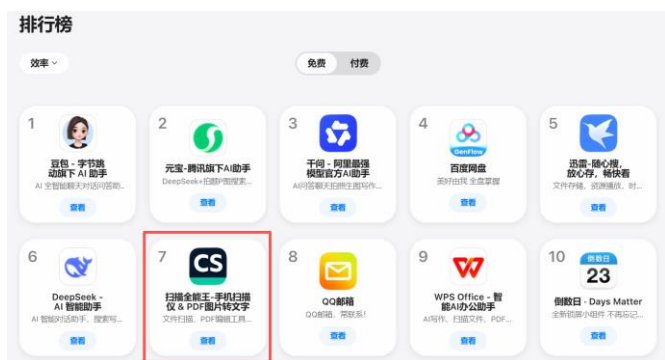 排行榜
效率
免费 付费
1
豆包 - 字节跳
动旗下 AI 助手
AI 全智能聊天对话问答助...
查看
2
元宝-腾讯旗下AI助手
DeepSeek+拍照P图搜索...
查看
3
千问 - 阿里最强
模型官方AI助手
AI问答聊天拍照生图写作...
查看
4
GenFlow
百度网盘
美好由我 全盘掌握
查看
5
迅雷-随心搜,
放心存,畅快看
文件存储、资源播放、时...
查看
6
DeepSeek -
AI 智能助手
AI 智能对话助手,搜索写...
查看
7
CS
扫描全能王-手机扫描
仪 & PDF图片转文字
文件扫描、PDF编辑工具...
查看
8
QQ邮箱
QQ邮箱,常联系!
查看
9
W
WPS Office - 智
能AI办公助手
AI写作、扫描文件、PDF...
查看
10
倒数日
23
倒数日 · Days Matter
全新锁屏小组件 不再忘记...
查看